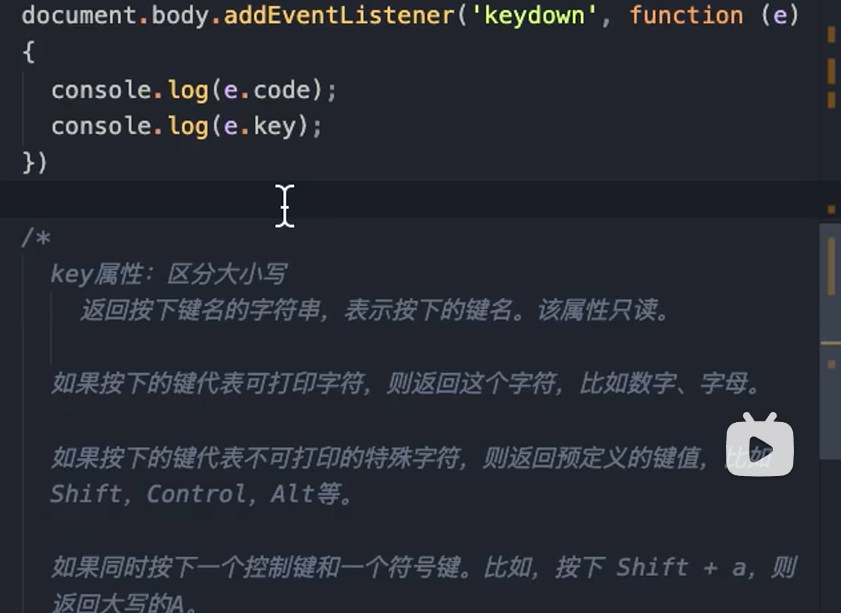 document.body.addEventListener('keydown', function (e)
{
console.log(e.code);
console.log(e.key);
})
/*
key属性：区分大小写
返回按下键名的字符串，表示按下的键名。该属性只读。
如果按下的键代表可打印字符，则返回这个字符，比如数字、字母。
如果按下的键代表不可打印的特殊字符，则返回预定义的键值，比如
Shift，Control，Alt等。
如果同时按下一个控制键和一个符号键。比如，按下 Shift + a，则
返回大写的A。